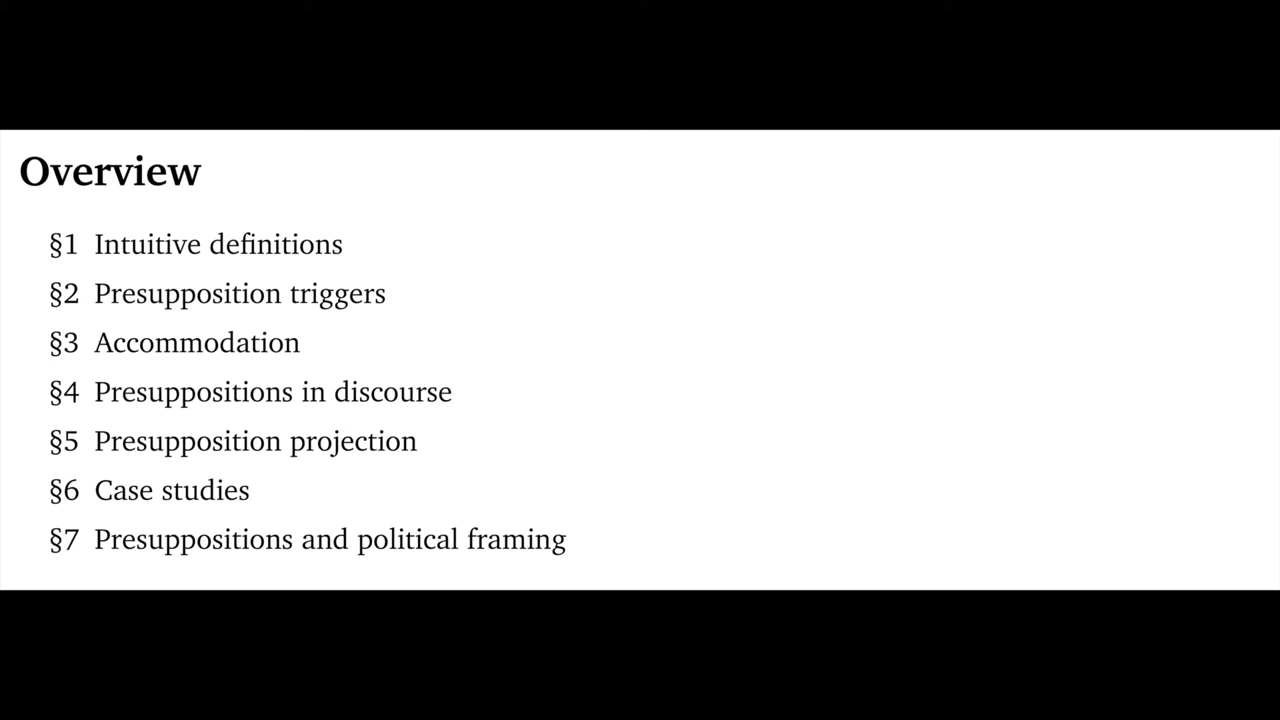 Overview
§1 Intuitive definitions
§2 Presupposition triggers
§3 Accommodation
§4 Presuppositions in discourse
§5 Presupposition projection
§6 Case studies
§7 Presuppositions and political framing